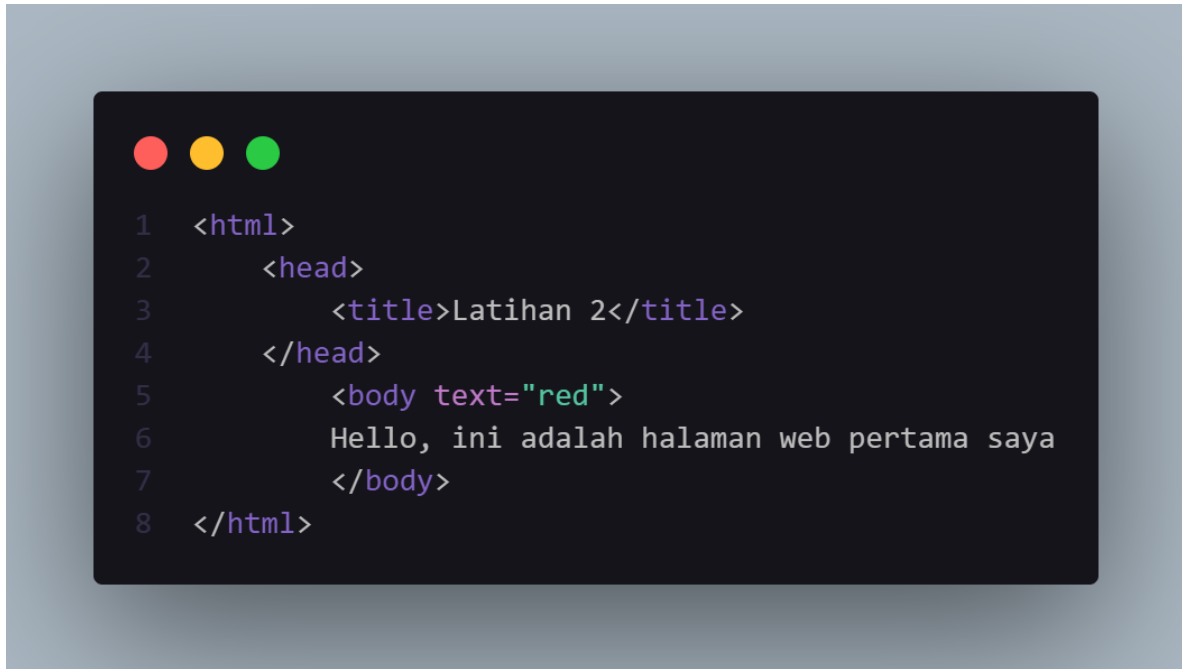 1 <html>
2     <head>
3         <title>Latihan 2</title>
4     </head>
5         <body text="red">
6         Hello, ini adalah halaman web pertama saya
7         </body>
8 </html>